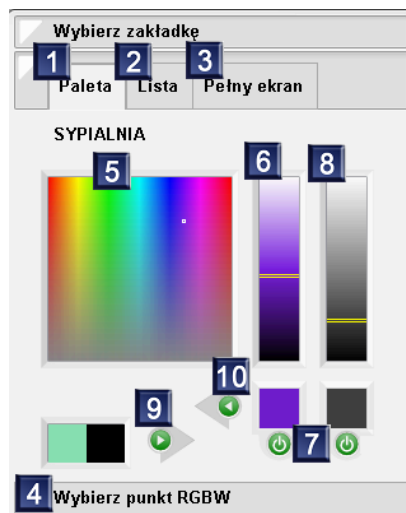 Wybierz zakładkę
1 2 3
Paleta Lista Pełny ekran
SYPIALNIA
5 6 8
10
9
7
4 Wybierz punkt RGBW